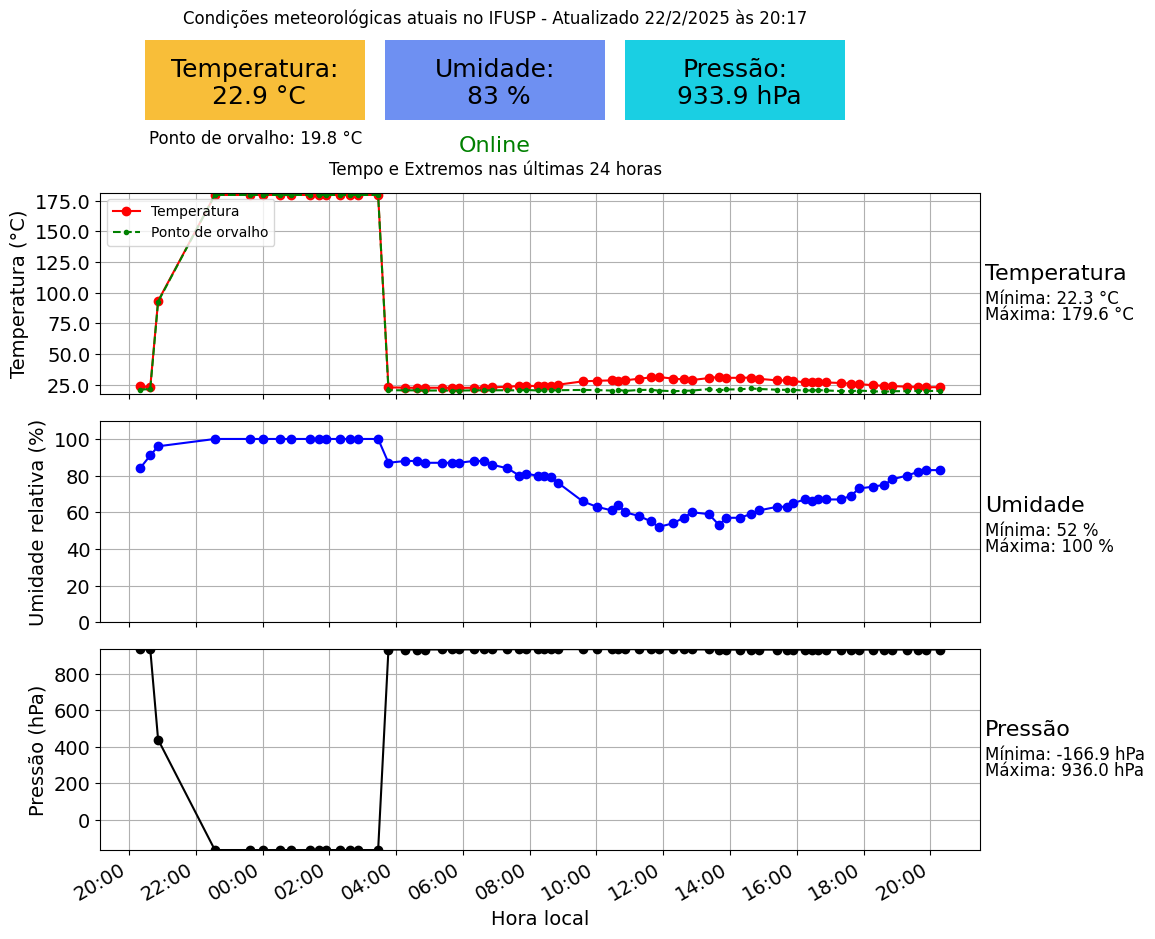 Condições meteorológicas atuais no IFUSP - Atualizado 22/2/2025 às 20:17
Temperatura:
22.9 °C
Umidade:
83 %
Pressão:
933.9 hPa
Ponto de orvalho: 19.8 °C
Online
Tempo e Extremos nas últimas 24 horas
Temperatura (°C)
175.0
150.0
125.0
100.0
75.0
50.0
25.0
Temperatura
Ponto de orvalho
Temperatura
Mínima: 22.3 °C
Máxima: 179.6 °C
Umidade relativa (%)
100
80
60
40
20
0
Umidade
Mínima: 52 %
Máxima: 100 %
Pressão (hPa)
800
600
400
200
0
Pressão
Mínima: -166.9 hPa
Máxima: 936.0 hPa
20:00 22:00 00:00 02:00 04:00 06:00 08:00 10:00 12:00 14:00 16:00 18:00 20:00
Hora local